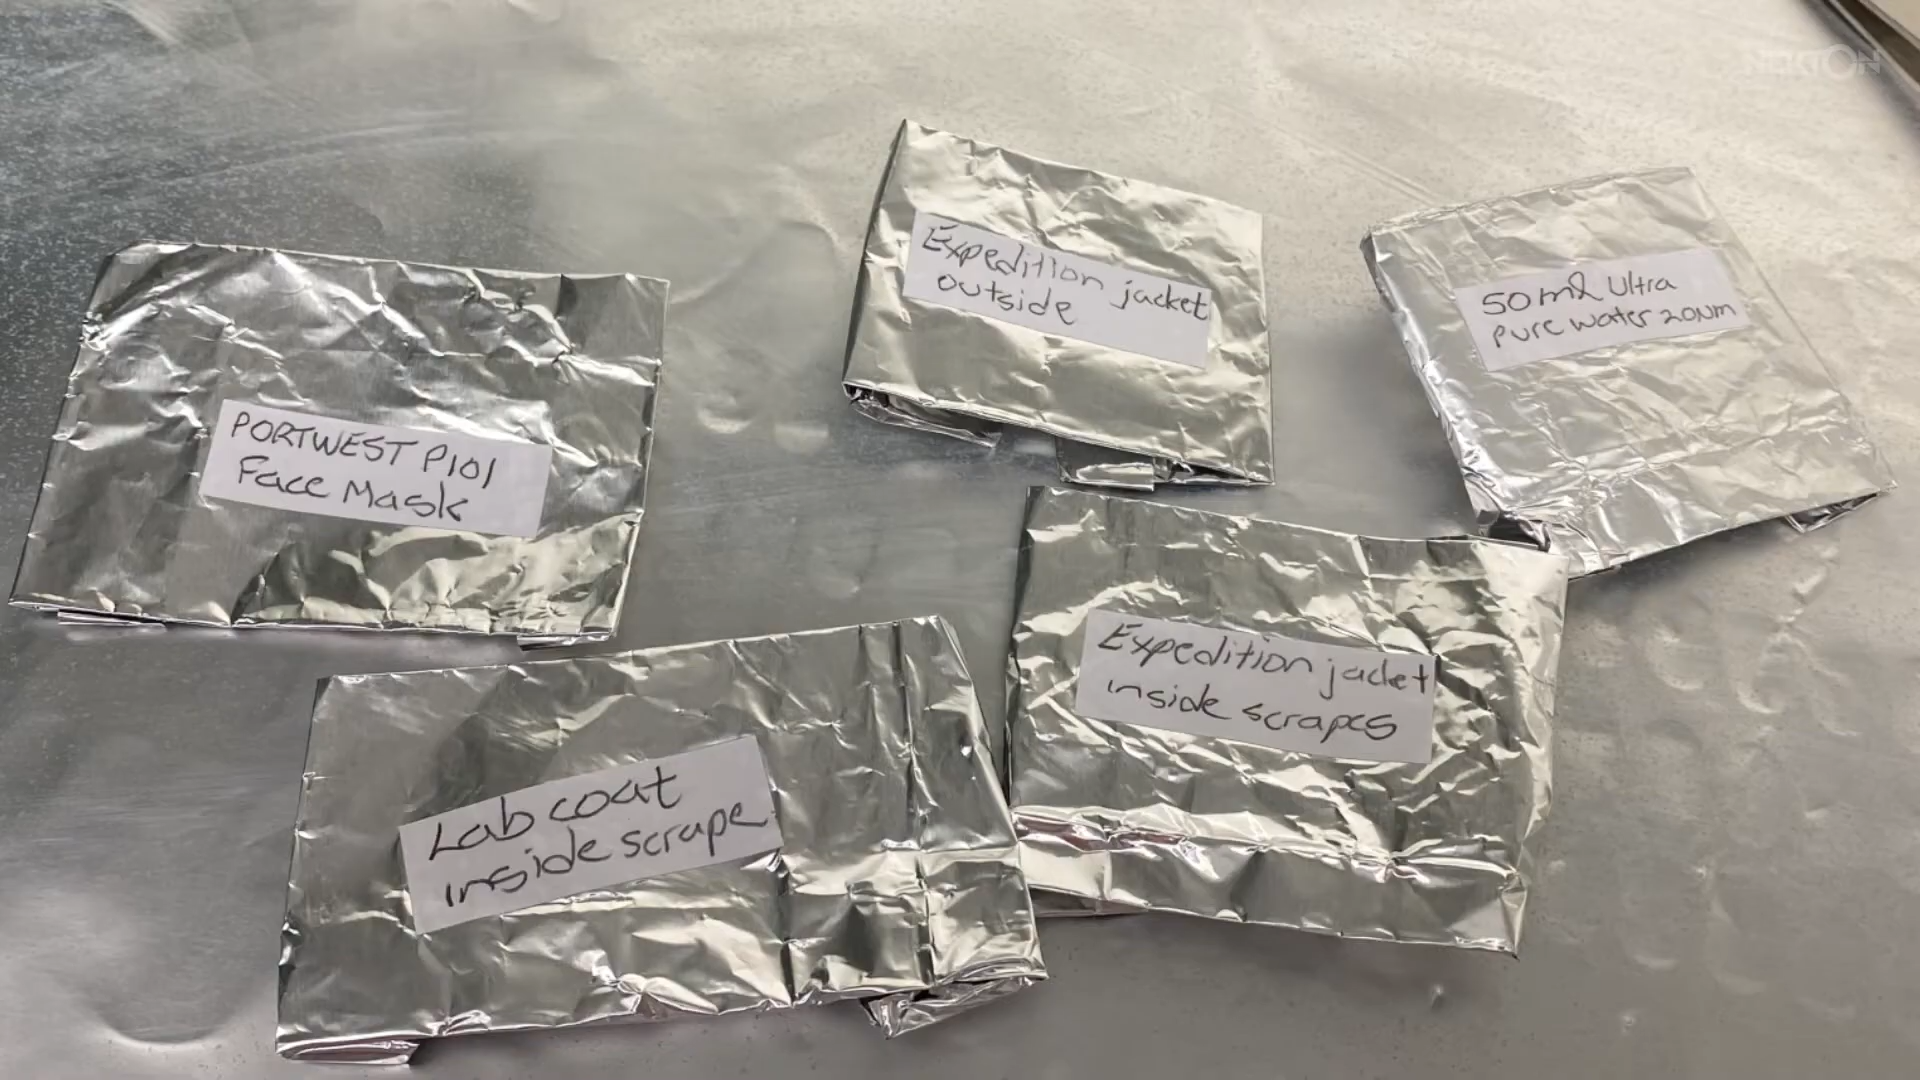 NEKTON
Expedition jacket
outside
50ml Ultra
pure water 20nm
PORTWEST P101
Face Mask
Expedition jacket
inside scrapes
Lab coat
inside scrape